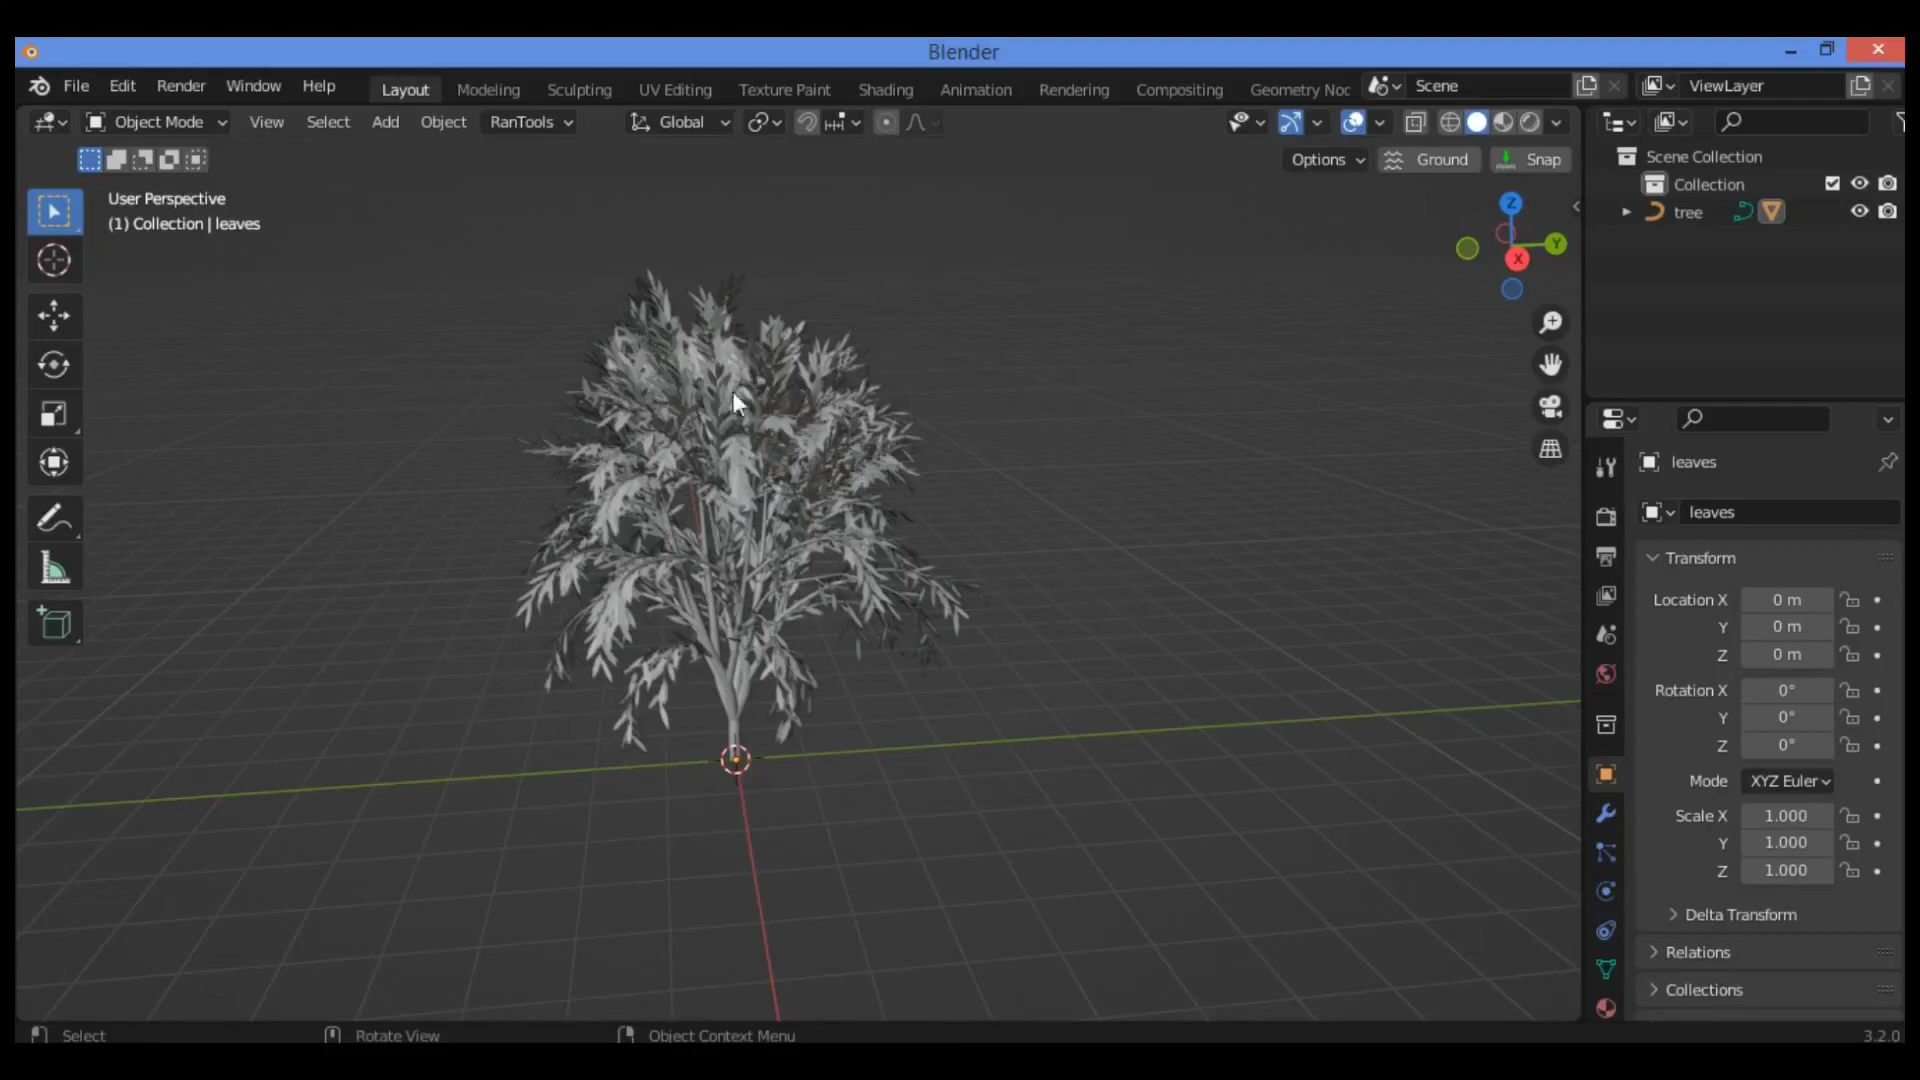 Blender
File Edit Render Window Help Layout Modeling Sculpting UV Editing Texture Paint Shading Animation Rendering Compositing Geometry Noc Scene ViewLayer
Object Mode View Select Add Object RanTools Global
Options Ground Snap
User Perspective
(1) Collection | leaves
Z
Y
X
Scene Collection
Collection
tree
leaves
leaves
Transform
Location X 0 m
Y 0 m
Z 0 m
Rotation X 0°
Y 0°
Z 0°
Mode XYZ Euler
Scale X 1.000
Y 1.000
Z 1.000
Delta Transform
Relations
Collections
Select Rotate View Object Context Menu 3.2.0